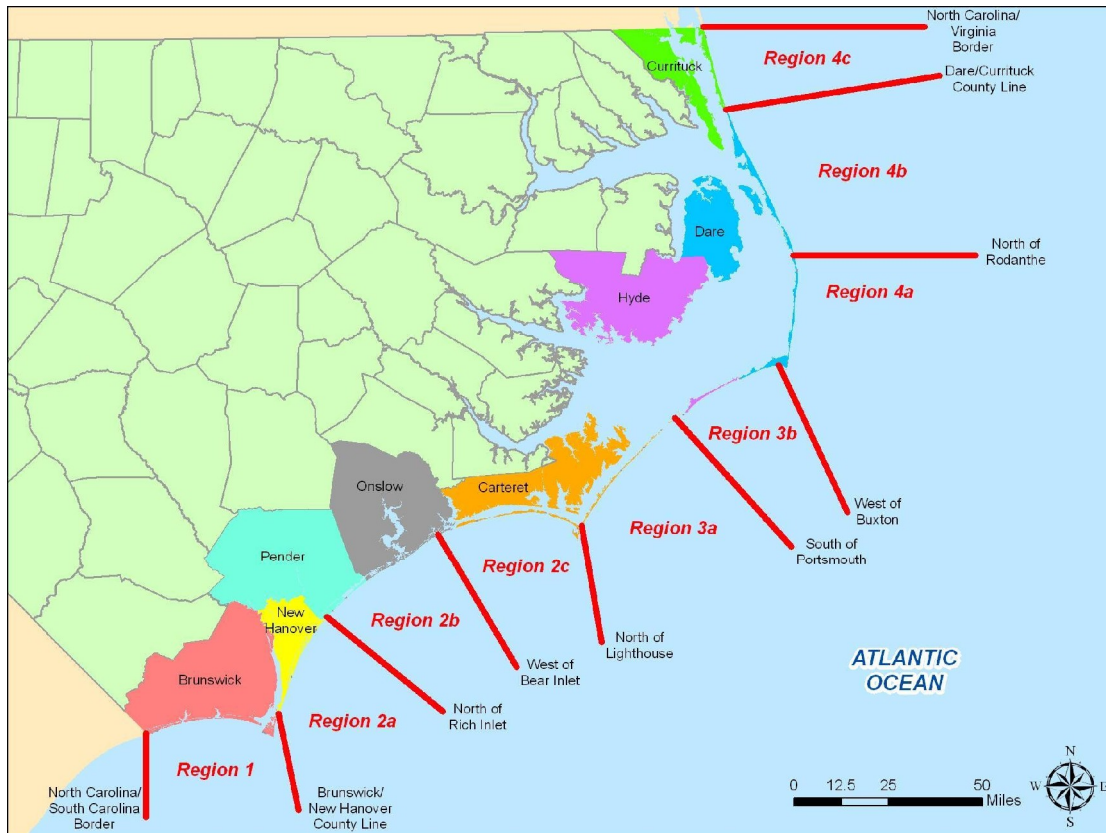 North Carolina/
Virginia
Border
Region 4c
Currituck
Dare/Currituck
County Line
Region 4b
Dare
North of
Rodanthe
Hyde
Region 4a
Region 3b
Onslow
Carteret
West of
Buxton
Region 3a
South of
Portsmouth
Pender
Region 2c
New
Hanover
Region 2b
North of
Lighthouse
West of
Bear Inlet
ATLANTIC
OCEAN
Brunswick
North of
Rich Inlet
Region 2a
Region 1
North Carolina/
South Carolina
Border
Brunswick/
New Hanover
County Line
0 12.5 25 50
Miles
N
W E
S